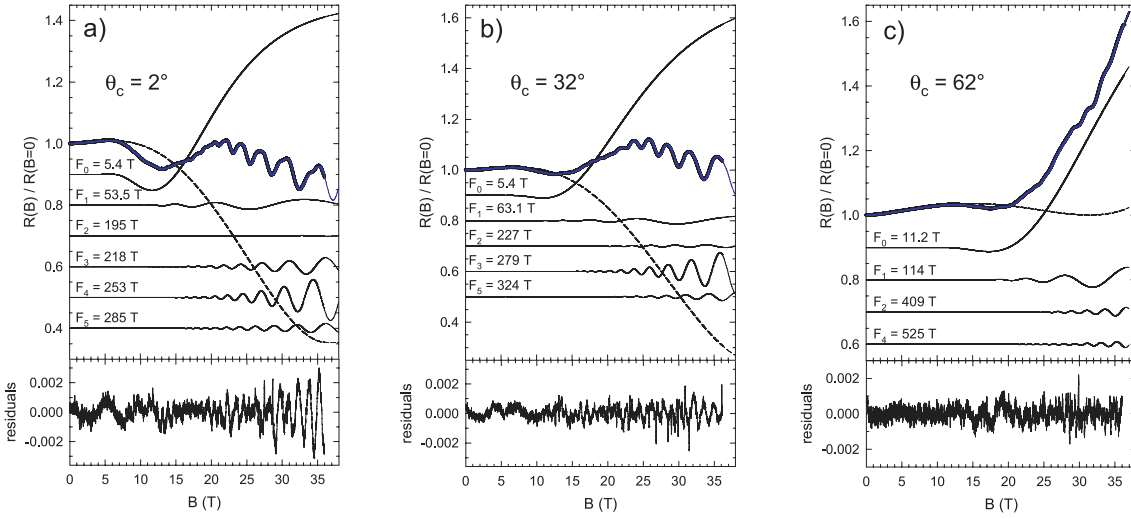 a)
θc = 2°
1.4
1.2
1.0
0.8
0.6
0.4
R(B) / R(B=0)
F0 = 5.4 T
F1 = 53.5 T
F2 = 195 T
F3 = 218 T
F4 = 253 T
F5 = 285 T
0.002
0.000
-0.002
residuals
0 5 10 15 20 25 30 35
B (T)
b)
θc = 32°
1.6
1.4
1.2
1.0
0.8
0.6
0.4
R(B) / R(B=0)
F0 = 5.4 T
F1 = 63.1 T
F2 = 227 T
F3 = 279 T
F5 = 324 T
0.002
0.000
-0.002
residuals
0 5 10 15 20 25 30 35
B (T)
c)
θc = 62°
1.6
1.4
1.2
1.0
0.8
0.6
R(B) / R(B=0)
F0 = 11.2 T
F1 = 114 T
F2 = 409 T
F4 = 525 T
0.002
0.000
-0.002
residuals
0 5 10 15 20 25 30 35
B (T)